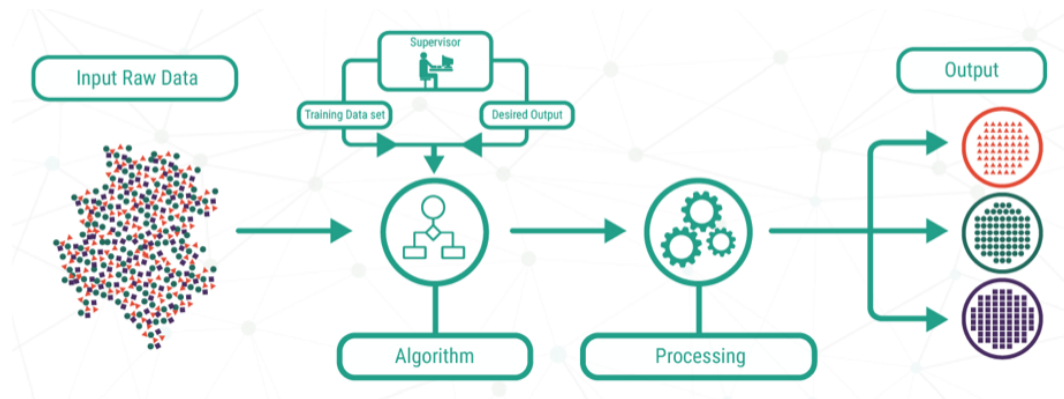 Input Raw Data
Supervisor
Training Data set
Desired Output
Algorithm
Processing
Output